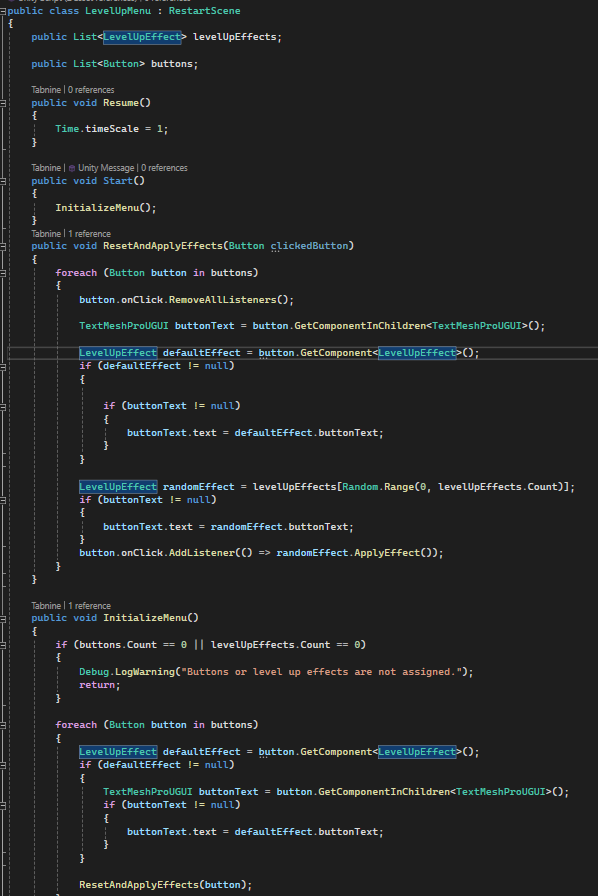 public class LevelUpMenu : RestartScene
{
public List<LevelUpEffect> levelUpEffects;
public List<Button> buttons;
Tabnine | 0 references
public void Resume()
{
Time.timeScale = 1;
}
Tabnine | Unity Message | 0 references
public void Start()
{
InitializeMenu();
}
Tabnine | 1 reference
public void ResetAndApplyEffects(Button clickedButton)
{
foreach (Button button in buttons)
{
button.onClick.RemoveAllListeners();
TextMeshProUGUI buttonText = button.GetComponentInChildren<TextMeshProUGUI>();
LevelUpEffect defaultEffect = button.GetComponent<LevelUpEffect>();
if (defaultEffect != null)
{
if (buttonText != null)
{
buttonText.text = defaultEffect.buttonText;
}
}
LevelUpEffect randomEffect = levelUpEffects[Random.Range(0, levelUpEffects.Count)];
if (buttonText != null)
{
buttonText.text = randomEffect.buttonText;
}
button.onClick.AddListener(() => randomEffect.ApplyEffect());
}
}
Tabnine | 1 reference
public void InitializeMenu()
{
if (buttons.Count == 0 || levelUpEffects.Count == 0)
{
Debug.LogWarning("Buttons or level up effects are not assigned.");
return;
}
foreach (Button button in buttons)
{
LevelUpEffect defaultEffect = button.GetComponent<LevelUpEffect>();
if (defaultEffect != null)
{
TextMeshProUGUI buttonText = button.GetComponentInChildren<TextMeshProUGUI>();
if (buttonText != null)
{
buttonText.text = defaultEffect.buttonText;
}
}
ResetAndApplyEffects(button);